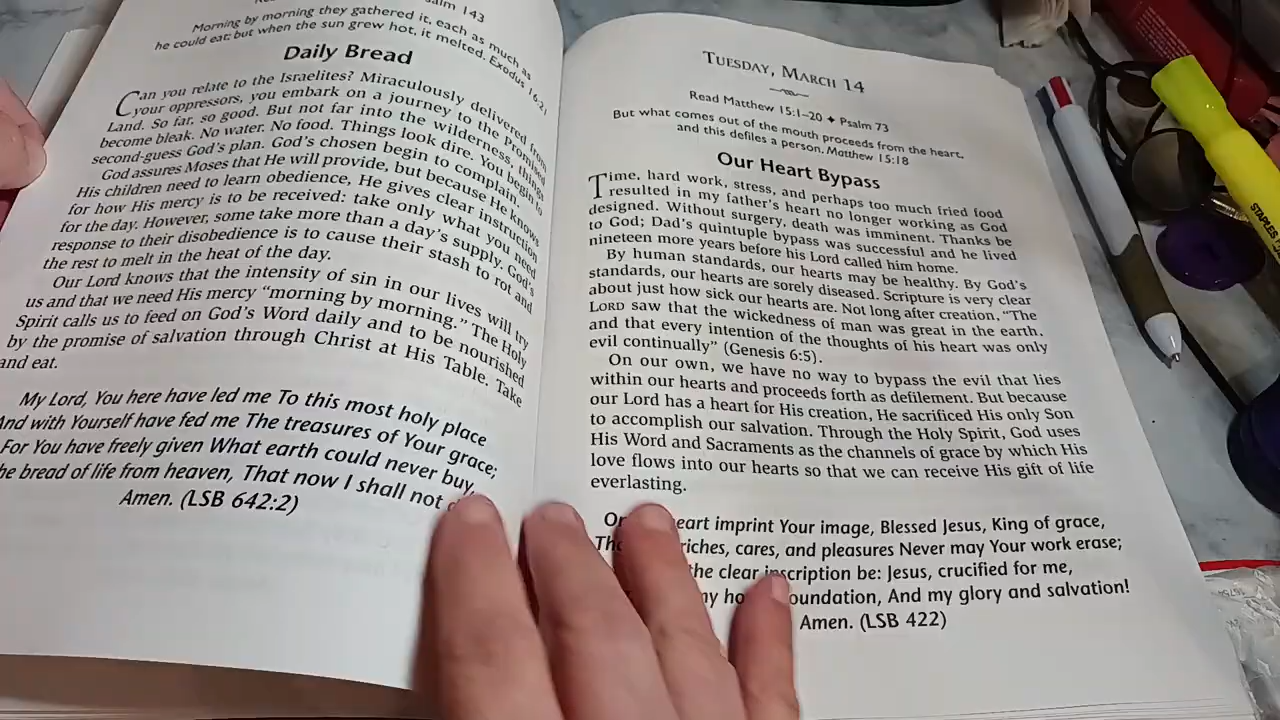 alm 143
Morning by morning they gathered it, each as much as
he could eat; but when the sun grew hot, it melted. Exodus 16:21
Daily Bread
Can you relate to the Israelites? Miraculously delivered from
your oppressors, you embark on a journey to the Promised
Land. So far, so good. But not far into the wilderness, things
become bleak. No water. No food. Things look dire. You begin to
second-guess God's plan. God's chosen begin to complain.
God assures Moses that He will provide, but because He knows
His children need to learn obedience, He gives clear instruction
for how His mercy is to be received: take only what you need
for the day. However, some take more than a day's supply. God's
response to their disobedience is to cause their stash to rot and
the rest to melt in the heat of the day.
Our Lord knows that the intensity of sin in our lives will try
us and that we need His mercy "morning by morning." The Holy
Spirit calls us to feed on God's Word daily and to be nourished
by the promise of salvation through Christ at His Table. Take
and eat.
My Lord, You here have led me To this most holy place
And with Yourself have fed me The treasures of Your grace;
For You have freely given What earth could never buy,
he bread of life from heaven, That now I shall not
Amen. (LSB 642:2)
Tuesday, March 14
Read Matthew 15:1–20 ✦ Psalm 73
But what comes out of the mouth proceeds from the heart,
and this defiles a person. Matthew 15:18
Our Heart Bypass
Time, hard work, stress, and perhaps too much fried food
resulted in my father's heart no longer working as God
designed. Without surgery, death was imminent. Thanks be
to God; Dad's quintuple bypass was successful and he lived
nineteen more years before his Lord called him home.
By human standards, our hearts may be healthy. By God's
standards, our hearts are sorely diseased. Scripture is very clear
about just how sick our hearts are. Not long after creation, "The
Lord saw that the wickedness of man was great in the earth,
and that every intention of the thoughts of his heart was only
evil continually" (Genesis 6:5).
On our own, we have no way to bypass the evil that lies
within our hearts and proceeds forth as defilement. But because
our Lord has a heart for His creation, He sacrificed His only Son
to accomplish our salvation. Through the Holy Spirit, God uses
His Word and Sacraments as the channels of grace by which His
love flows into our hearts so that we can receive His gift of life
everlasting.
eart imprint Your image, Blessed Jesus, King of grace,
riches, cares, and pleasures Never may Your work erase;
the clear inscription be: Jesus, crucified for me,
my ho oundation, And my glory and salvation!
Amen. (LSB 422)
STAPLES